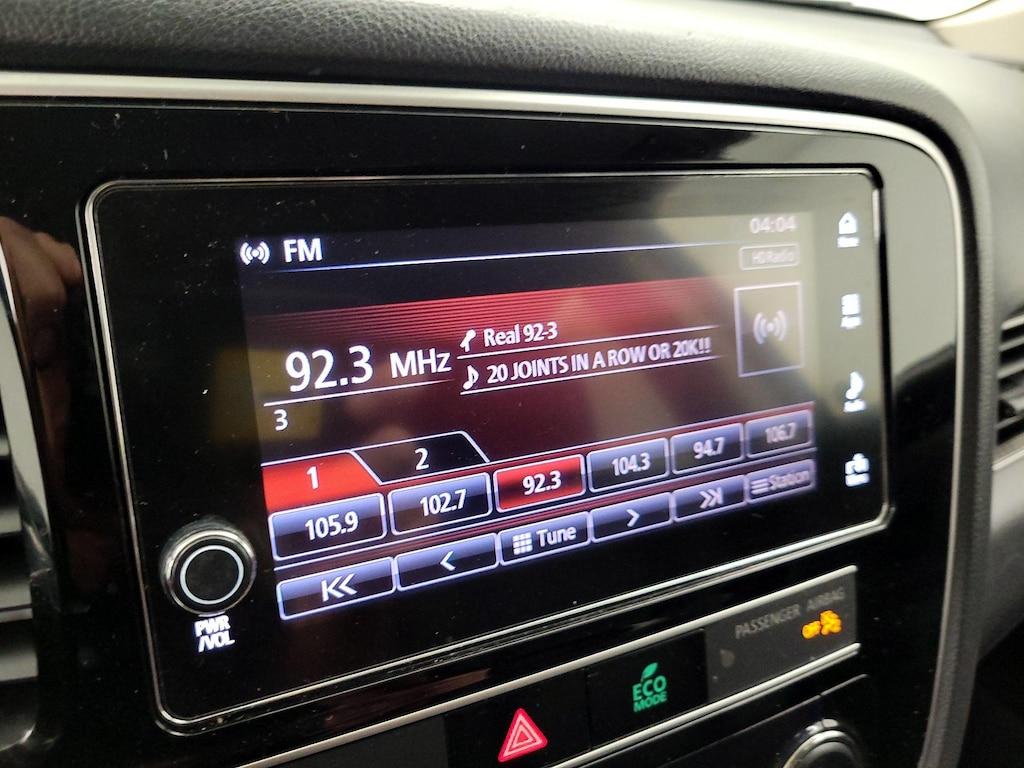 FM
04:04
HD Radio
92.3 MHz
Real 92-3
20 JOINTS IN A ROW OR 20K!!
3
1
2
105.9
102.7
92.3
104.3
94.7
106.7
Tune
Station
PWR
/VOL
PASSENGER AIRBAG
OFF
ECO
MODE